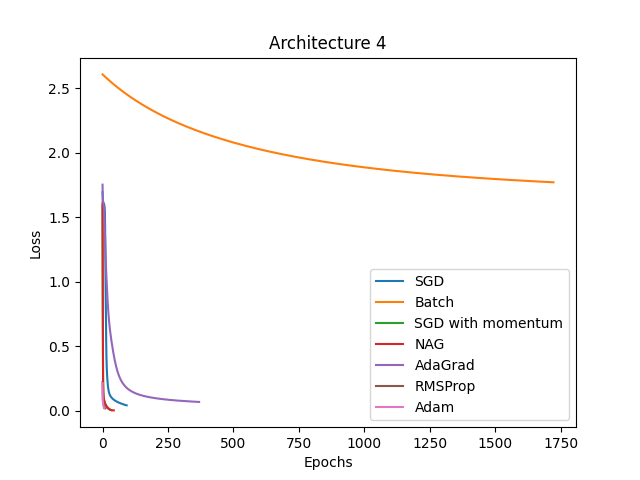 Architecture 4
Loss
2.5
2.0
1.5
1.0
0.5
0.0
SGD
Batch
SGD with momentum
NAG
AdaGrad
RMSProp
Adam
0 250 500 750 1000 1250 1500 1750
Epochs